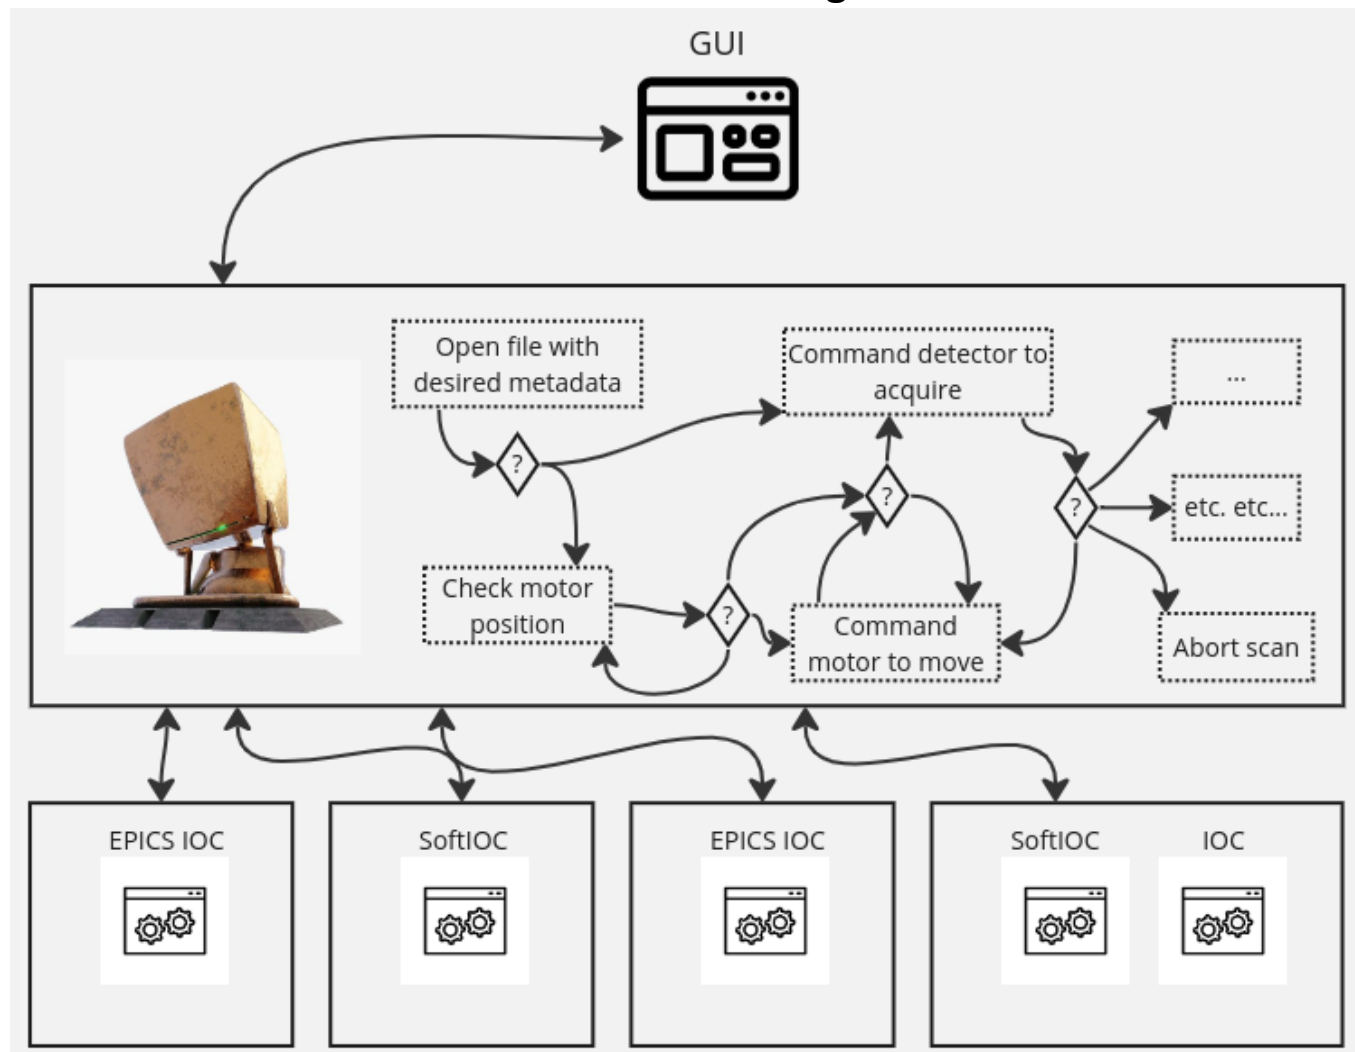 GUI
Open file with
desired metadata
Command detector to
acquire
...
?
?
?
etc. etc...
Check motor
position
?
Command
motor to move
Abort scan
EPICS IOC
SoftIOC
EPICS IOC
SoftIOC
IOC